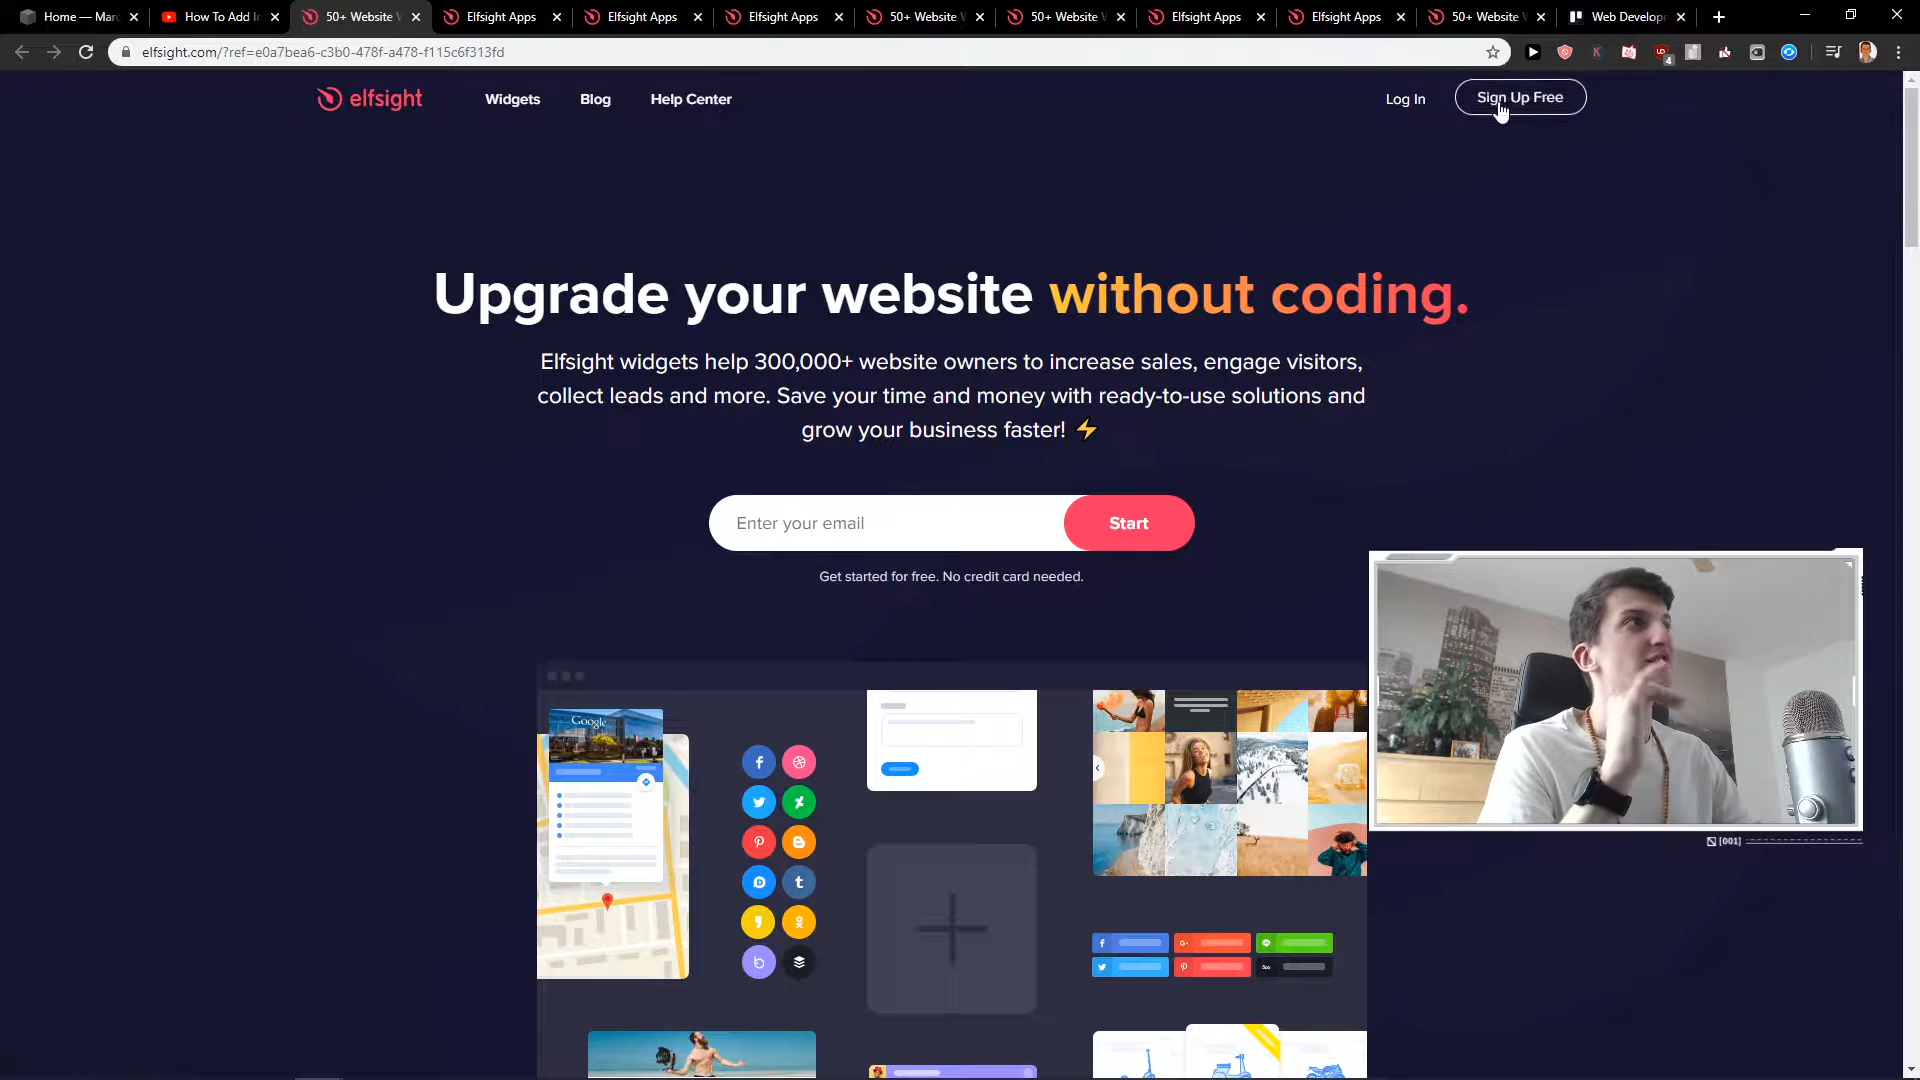 Home — Marc
How To Add In
50+ Website W
Elfsight Apps
Elfsight Apps
Elfsight Apps
50+ Website W
50+ Website W
Elfsight Apps
Elfsight Apps
50+ Website W
Web Develop
elfsight.com/?ref=e0a7bea6-c3b0-478f-a478-f115c6f313fd
4
elfsight
Widgets
Blog
Help Center
Log In
Sign Up Free
Upgrade your website without coding.
Elfsight widgets help 300,000+ website owners to increase sales, engage visitors,
collect leads and more. Save your time and money with ready-to-use solutions and
grow your business faster! ⚡
Enter your email
Start
Get started for free. No credit card needed.
Google
[001]